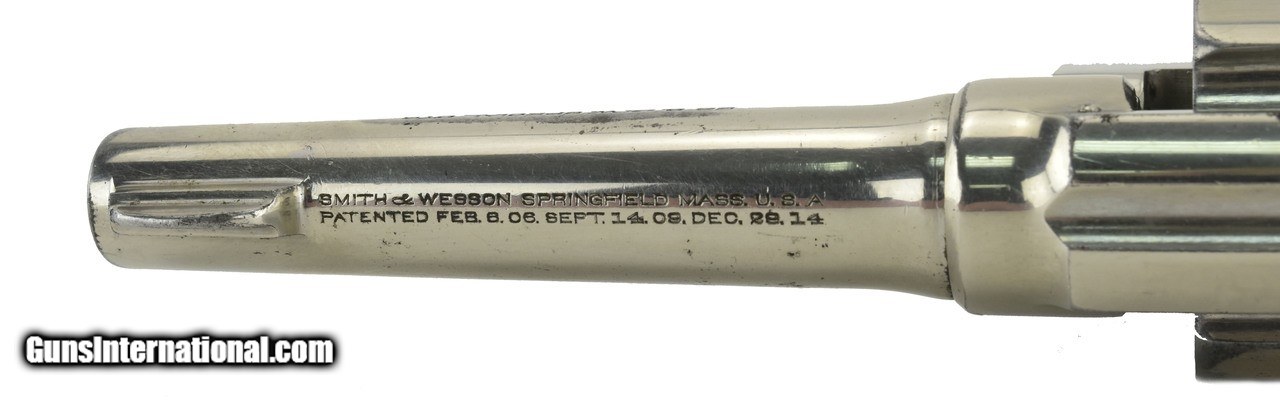 SMITH & WESSON SPRINGFIELD MASS. U.S.A
PATENTED FEB. 6.06. SEPT. 14.09. DEC. 29.14
GunsInternational.com